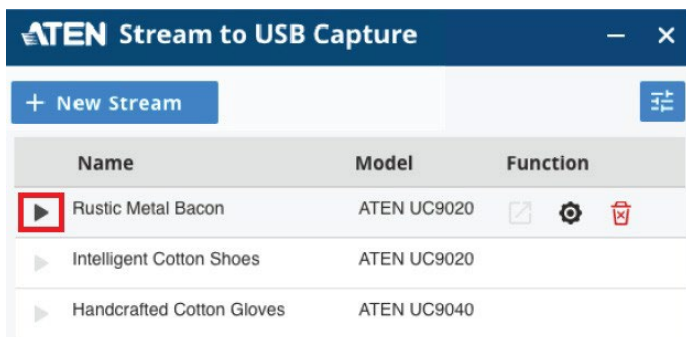 ATEN Stream to USB Capture
+ New Stream
Name Model Function
Rustic Metal Bacon ATEN UC9020
Intelligent Cotton Shoes ATEN UC9020
Handcrafted Cotton Gloves ATEN UC9040